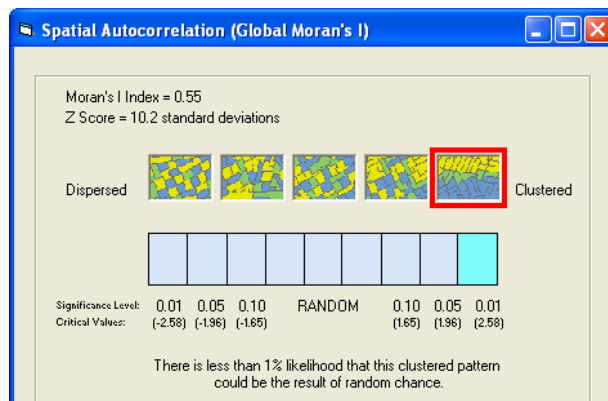 Spatial Autocorrelation (Global Moran's I)
Moran's I Index = 0.55
Z Score = 10.2 standard deviations
Dispersed Clustered
Significance Level: 0.01 0.05 0.10 RANDOM 0.10 0.05 0.01
Critical Values: (-2.58) (-1.96) (-1.65) (1.65) (1.96) (2.58)
There is less than 1% likelihood that this clustered pattern
could be the result of random chance.